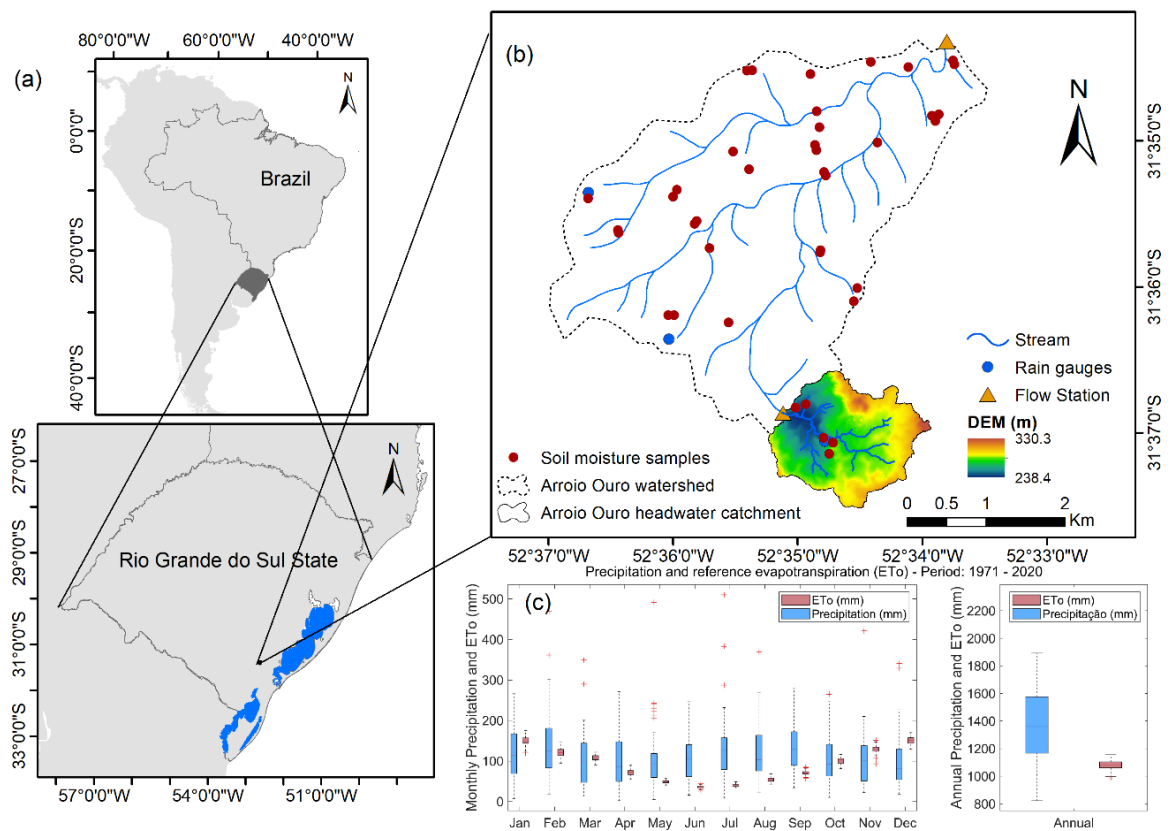 (a)
80°0'0"W 60°0'0"W 40°0'0"W
N
0°0'0"
10°0'0"S
20°0'0"S
30°0'0"S
40°0'0"S
Brazil
27°0'0"S
29°0'0"S
31°0'0"S
33°0'0"S
N
Rio Grande do Sul State
57°0'0"W 54°0'0"W 51°0'0"W
(b)
N
31°35'0"S
31°36'0"S
31°37'0"S
Stream
Rain gauges
Flow Station
DEM (m)
330.3
238.4
Soil moisture samples
Arroio Ouro watershed
Arroio Ouro headwater catchment
0 0.5 1 2
Km
52°37'0"W 52°36'0"W 52°35'0"W 52°34'0"W 52°33'0"W
Precipitation and reference evapotranspiration (ETo) - Period: 1971 - 2020
(c)
Monthly Precipitation and ETo (mm)
500
400
300
200
100
0
ETo (mm)
Precipitation (mm)
Jan Feb Mar Apr May Jun Jul Aug Sep Oct Nov Dec
Annual Precipitation and ETo (mm)
2200
2000
1800
1600
1400
1200
1000
800
ETo (mm)
Precipitação (mm)
Annual